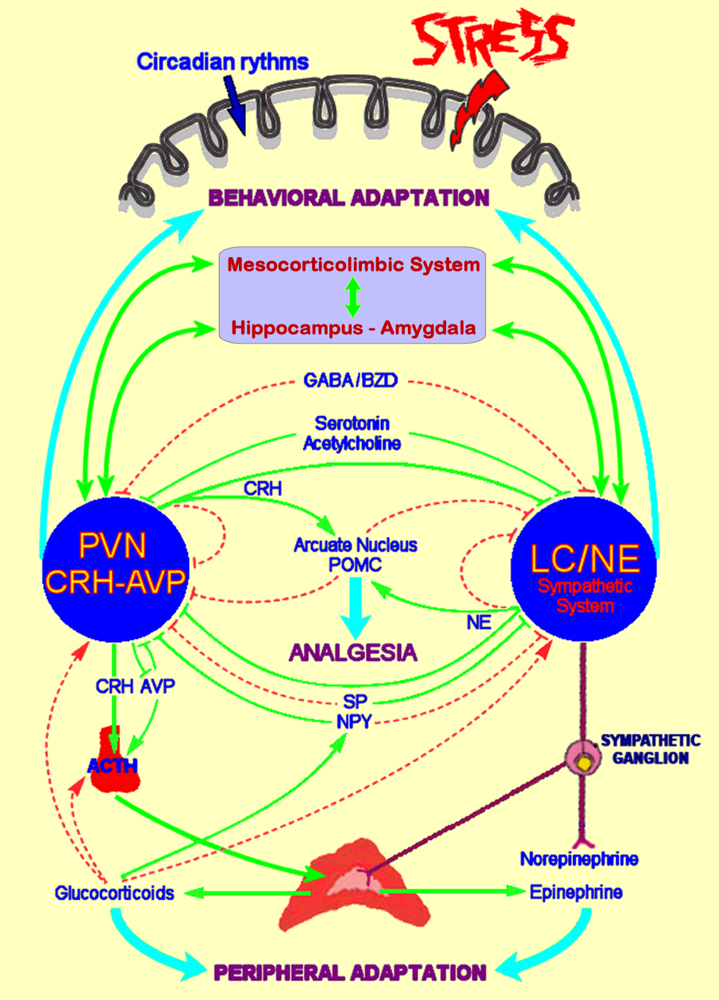 STRESS
Circadian rythms
BEHAVIORAL ADAPTATION
Mesocorticolimbic System
Hippocampus - Amygdala
GABA/BZD
Serotonin
Acetylcholine
CRH
PVN
CRH-AVP
Arcuate Nucleus
POMC
LC/NE
Sympathetic
System
NE
ANALGESIA
CRH AVP
SP
NPY
SYMPATHETIC
GANGLION
ACTH
Norepinephrine
Glucocorticoids
Epinephrine
PERIPHERAL ADAPTATION